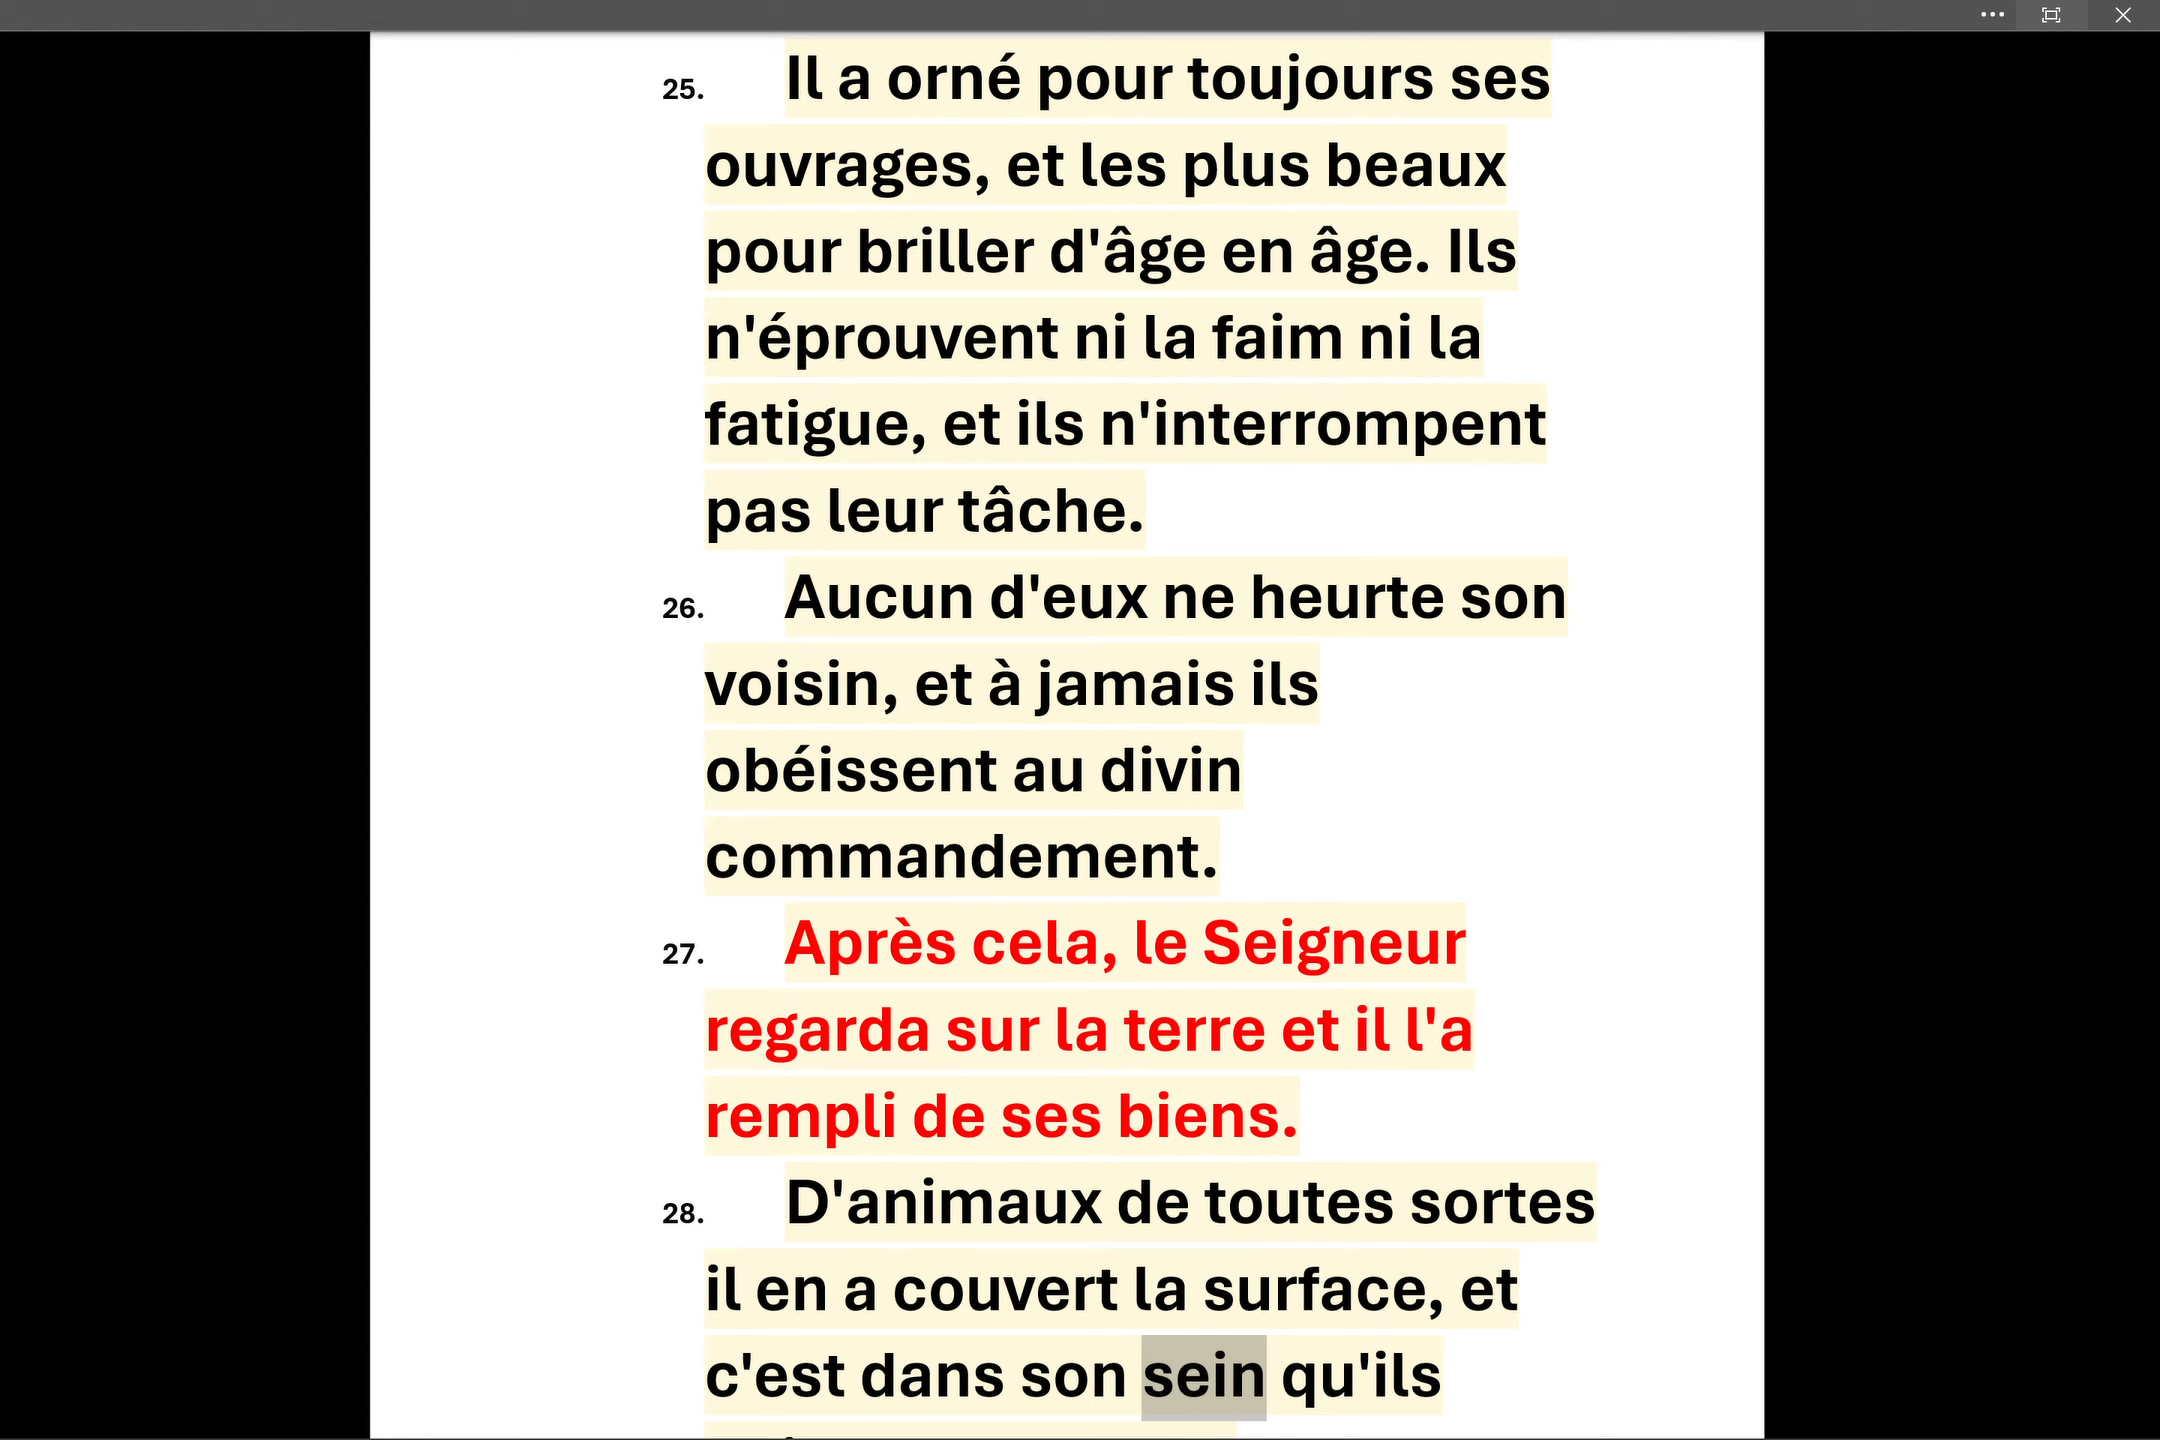 25. Il a orné pour toujours ses
ouvrages, et les plus beaux
pour briller d'âge en âge. Ils
n'éprouvent ni la faim ni la
fatigue, et ils n'interrompent
pas leur tâche.
26. Aucun d'eux ne heurte son
voisin, et à jamais ils
obéissent au divin
commandement.
27. Après cela, le Seigneur
regarda sur la terre et il l'a
rempli de ses biens.
28. D'animaux de toutes sortes
il en a couvert la surface, et
c'est dans son sein qu'ils